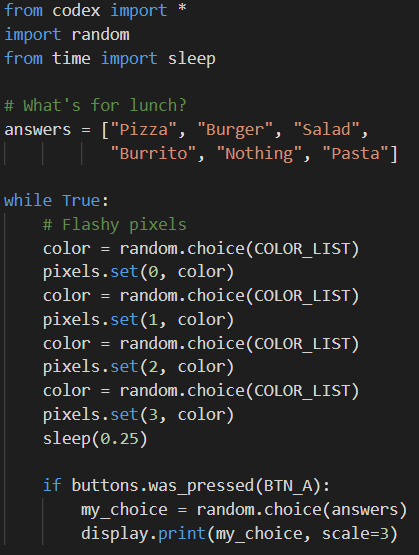 from codex import *
import random
from time import sleep

# What's for lunch?
answers = ["Pizza", "Burger", "Salad",
           "Burrito", "Nothing", "Pasta"]

while True:
    # Flashy pixels
    color = random.choice(COLOR_LIST)
    pixels.set(0, color)
    color = random.choice(COLOR_LIST)
    pixels.set(1, color)
    color = random.choice(COLOR_LIST)
    pixels.set(2, color)
    color = random.choice(COLOR_LIST)
    pixels.set(3, color)
    sleep(0.25)

    if buttons.was_pressed(BTN_A):
        my_choice = random.choice(answers)
        display.print(my_choice, scale=3)